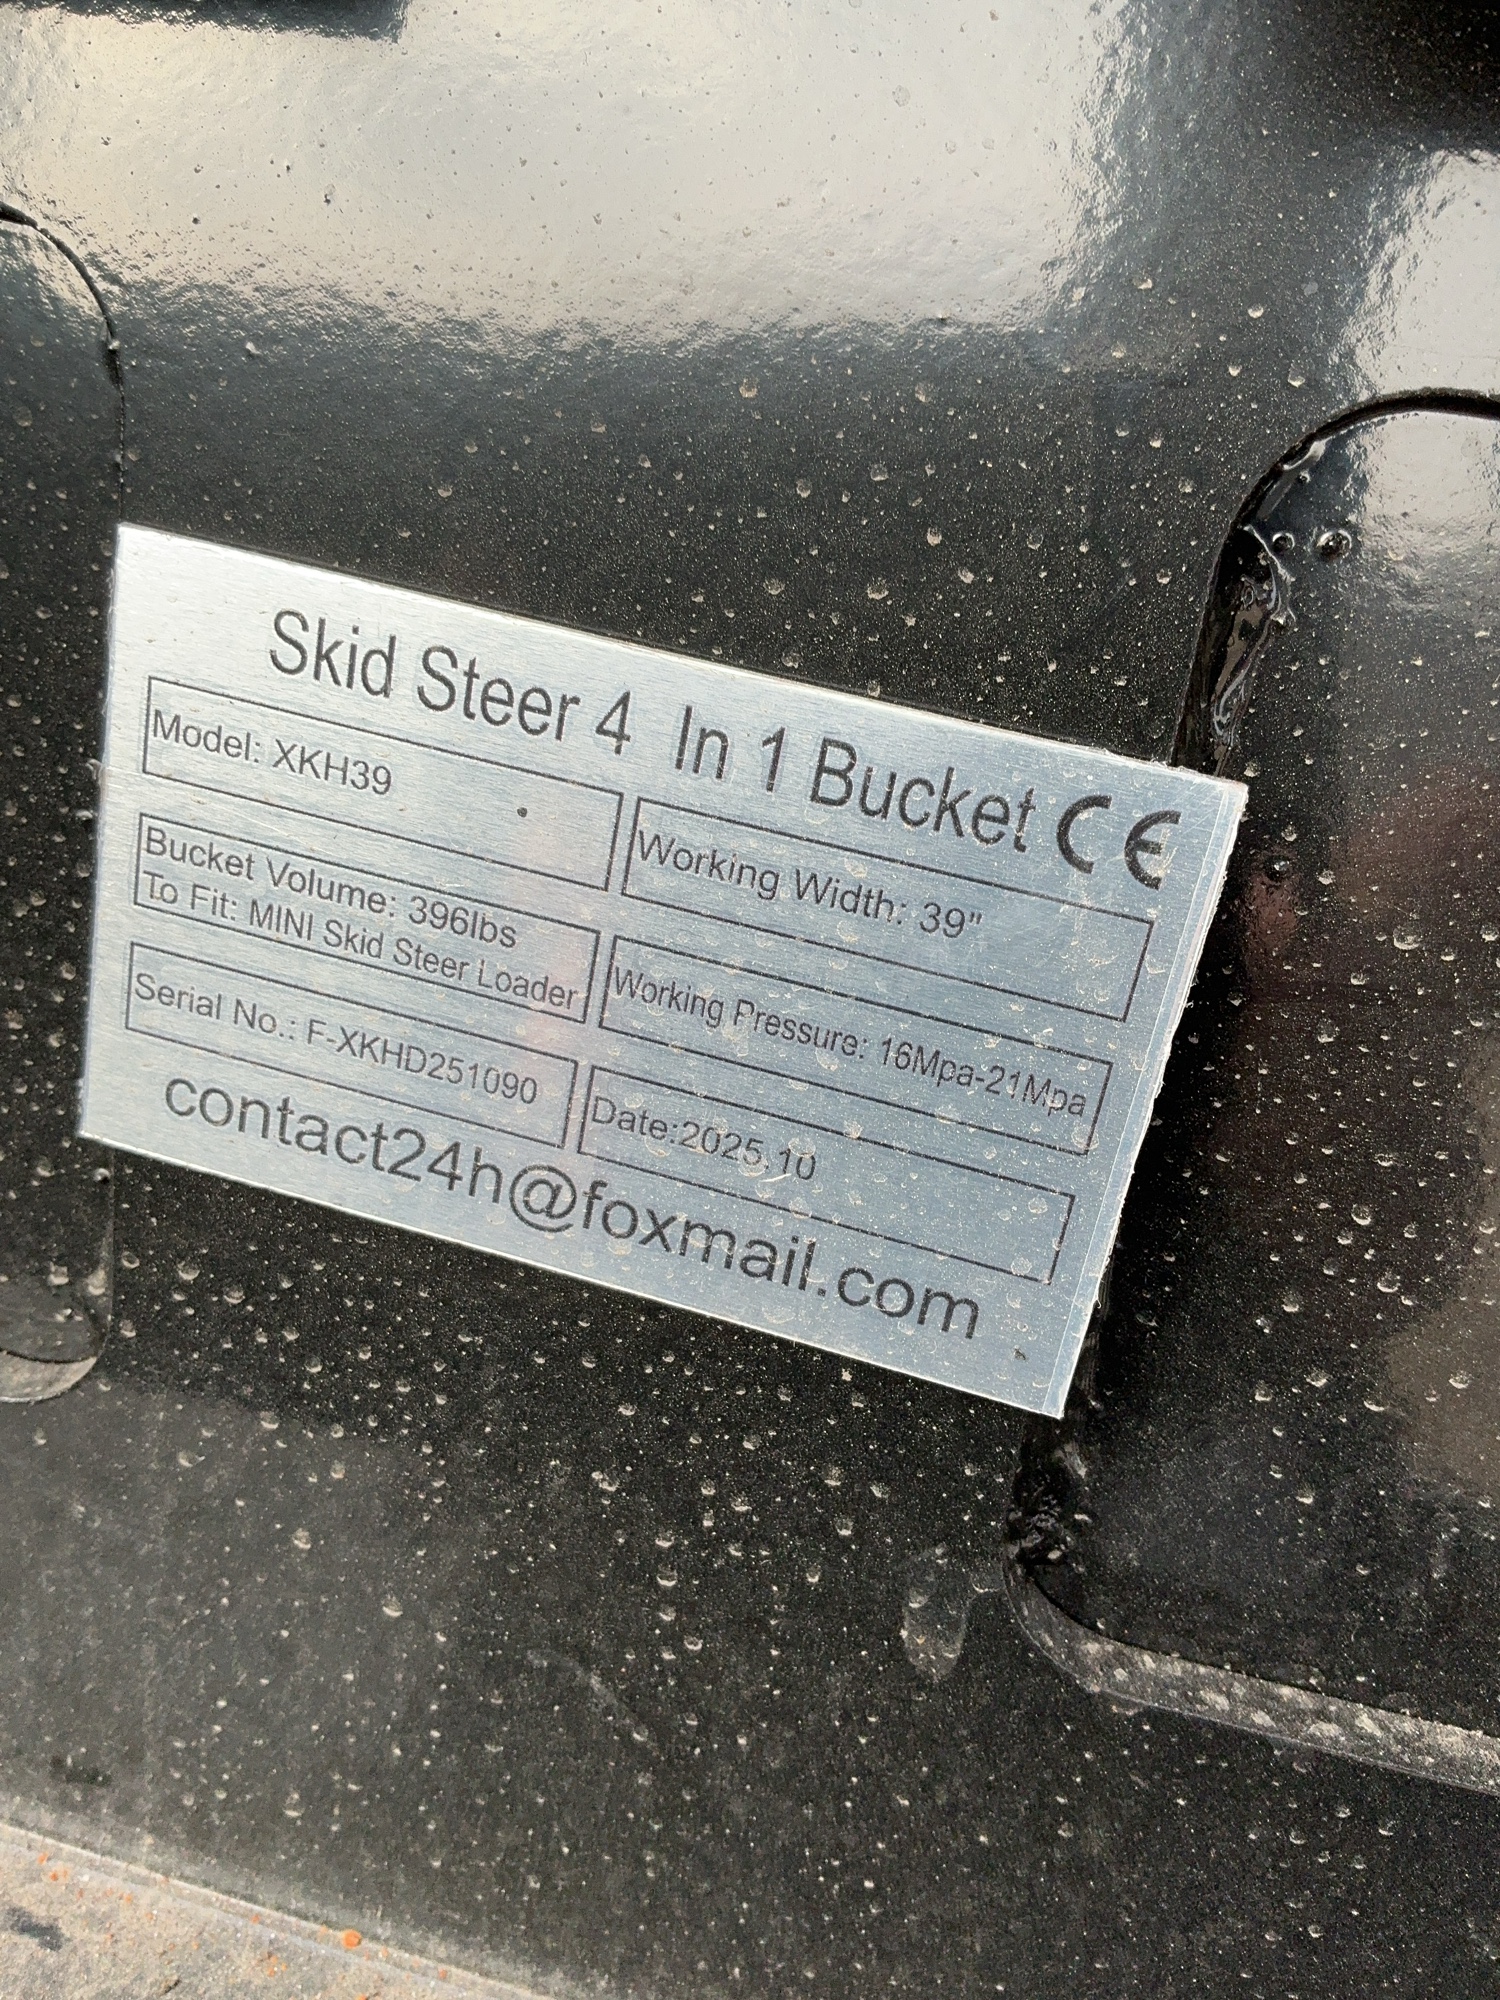 Skid Steer 4 In 1 Bucket CE
Model: XKH39
Working Width: 39"
Bucket Volume: 396lbs
To Fit: MINI Skid Steer Loader
Working Pressure: 16Mpa-21Mpa
Serial No.: F-XKHD251090
Date:2025.10
contact24h@foxmail.com